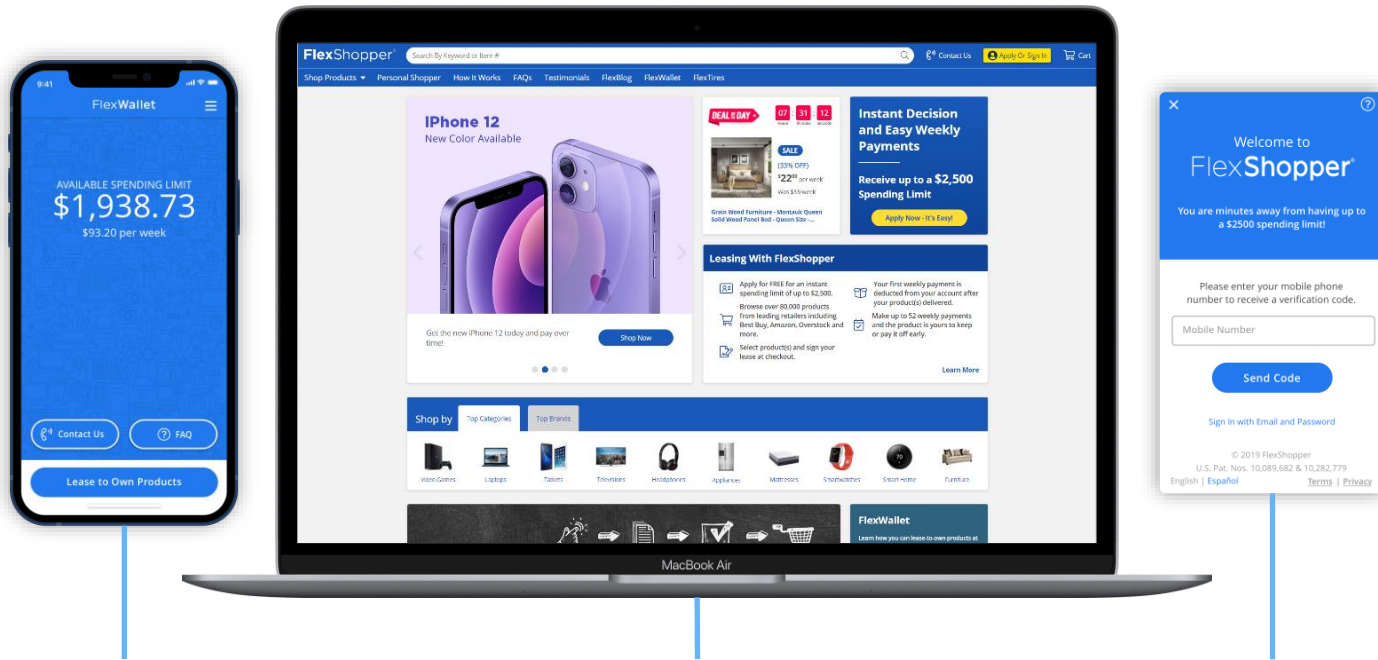 9:41
FlexWallet
AVAILABLE SPENDING LIMIT
$1,938.73
$93.20 per week
Contact Us
FAQ
Lease to Own Products
FlexShopper
Search By Keyword or Item #
Contact Us
Apply Or Sign In
Cart
Shop Products
Personal Shopper
How It Works
FAQs
Testimonials
FlexBlog
FlexWallet
FlexTires
IPhone 12
New Color Available
Get the new iPhone 12 today and pay over
time!
Shop Now
DEAL OF THE DAY
07 : 31 : 12
Hours Minutes Seconds
SALE
(33% OFF)
per week
Grain Wood Furniture - Montauk Queen
Solid Wood Panel Bed - Queen Size -...
Instant Decision
and Easy Weekly
Payments
Receive up to a $2,500
Spending Limit
Apply Now - It's Easy!
Leasing With FlexShopper
Apply for FREE for an instant
spending limit of up to $2,500.
Browse over 80,000 products
from leading retailers including
Best Buy, Amazon, Overstock and
more.
Select product(s) and sign your
lease at checkout.
Your first weekly payment is
deducted from your account after
your product(s) delivered.
Make up to 52 weekly payments
and the product is yours to keep
or pay it off early.
Learn More
Shop by
Top Categories
Top Brands
Video Games
Laptops
Tablets
Televisions
Headphones
Appliances
Mattresses
Smartwatches
Smart Home
Furniture
FlexWallet
Learn how you can lease-to-own products at
MacBook Air
Welcome to
FlexShopper
You are minutes away from having up to
a $2500 spending limit!
Please enter your mobile phone
number to receive a verification code.
Mobile Number
Send Code
Sign In with Email and Password
© 2019 FlexShopper
U.S. Pat. Nos. 10,089,682 & 10,282,779
English | Español
Terms | Privacy